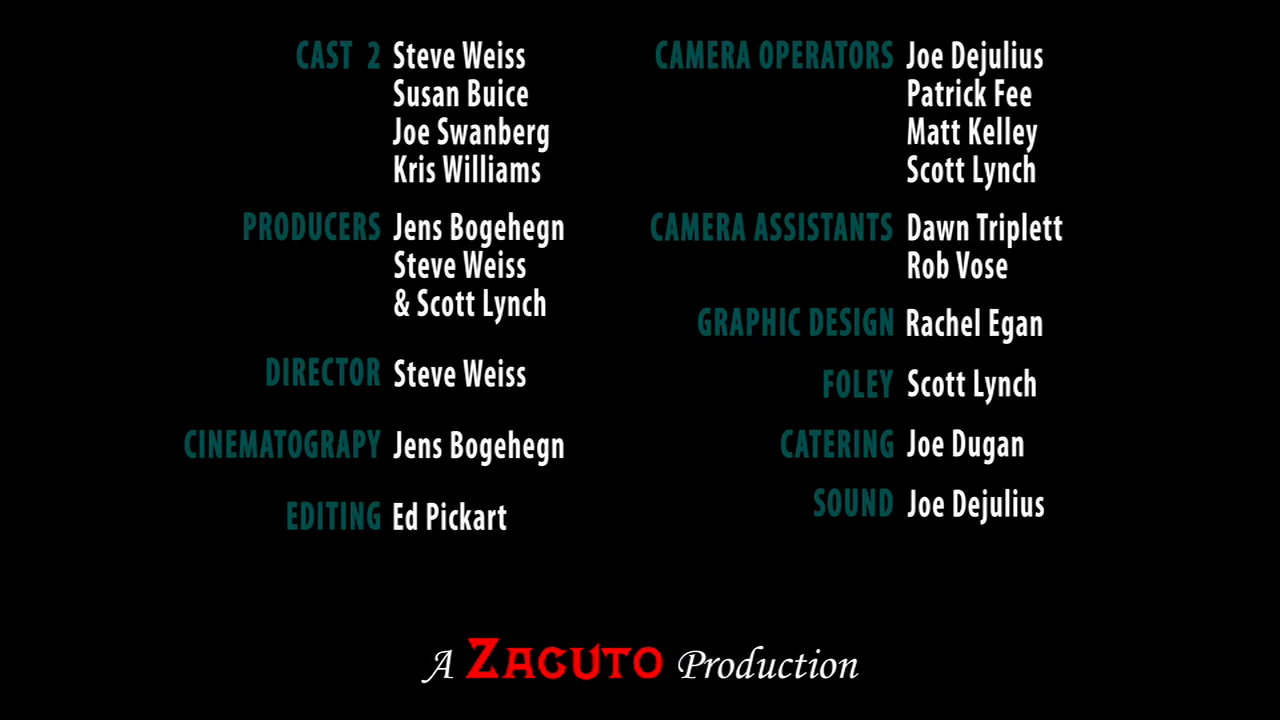 CAST 2 Steve Weiss
Susan Buice
Joe Swanberg
Kris Williams
PRODUCERS Jens Bogehegn
Steve Weiss
& Scott Lynch
DIRECTOR Steve Weiss
CINEMATOGRAPY Jens Bogehegn
EDITING Ed Pickart
CAMERA OPERATORS Joe Dejulius
Patrick Fee
Matt Kelley
Scott Lynch
CAMERA ASSISTANTS Dawn Triplett
Rob Vose
GRAPHIC DESIGN Rachel Egan
FOLEY Scott Lynch
CATERING Joe Dugan
SOUND Joe Dejulius
A ZACUTO Production